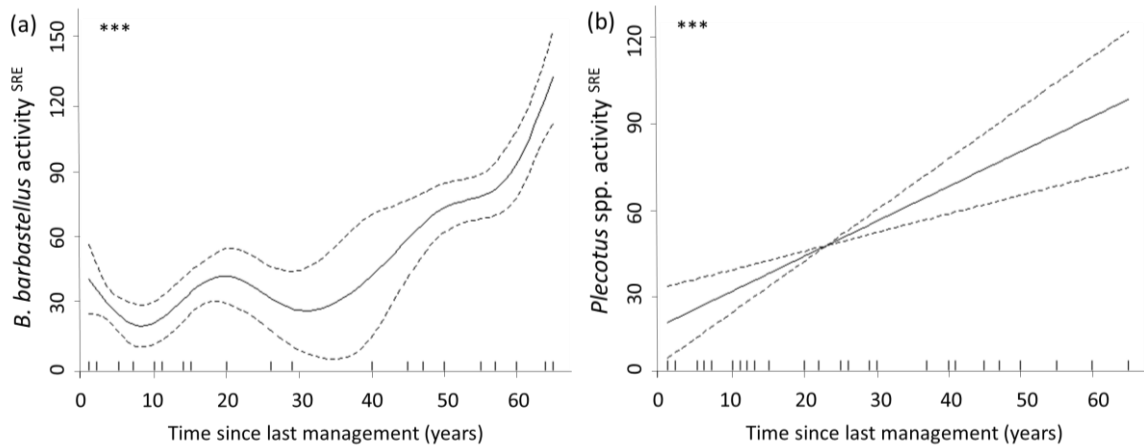 (a)
***
B. barbastellus activity SRE
150
120
90
60
30
0
0 10 20 30 40 50 60
Time since last management (years)
(b)
***
Plecotus spp. activity SRE
120
90
60
30
0
0 10 20 30 40 50 60
Time since last management (years)